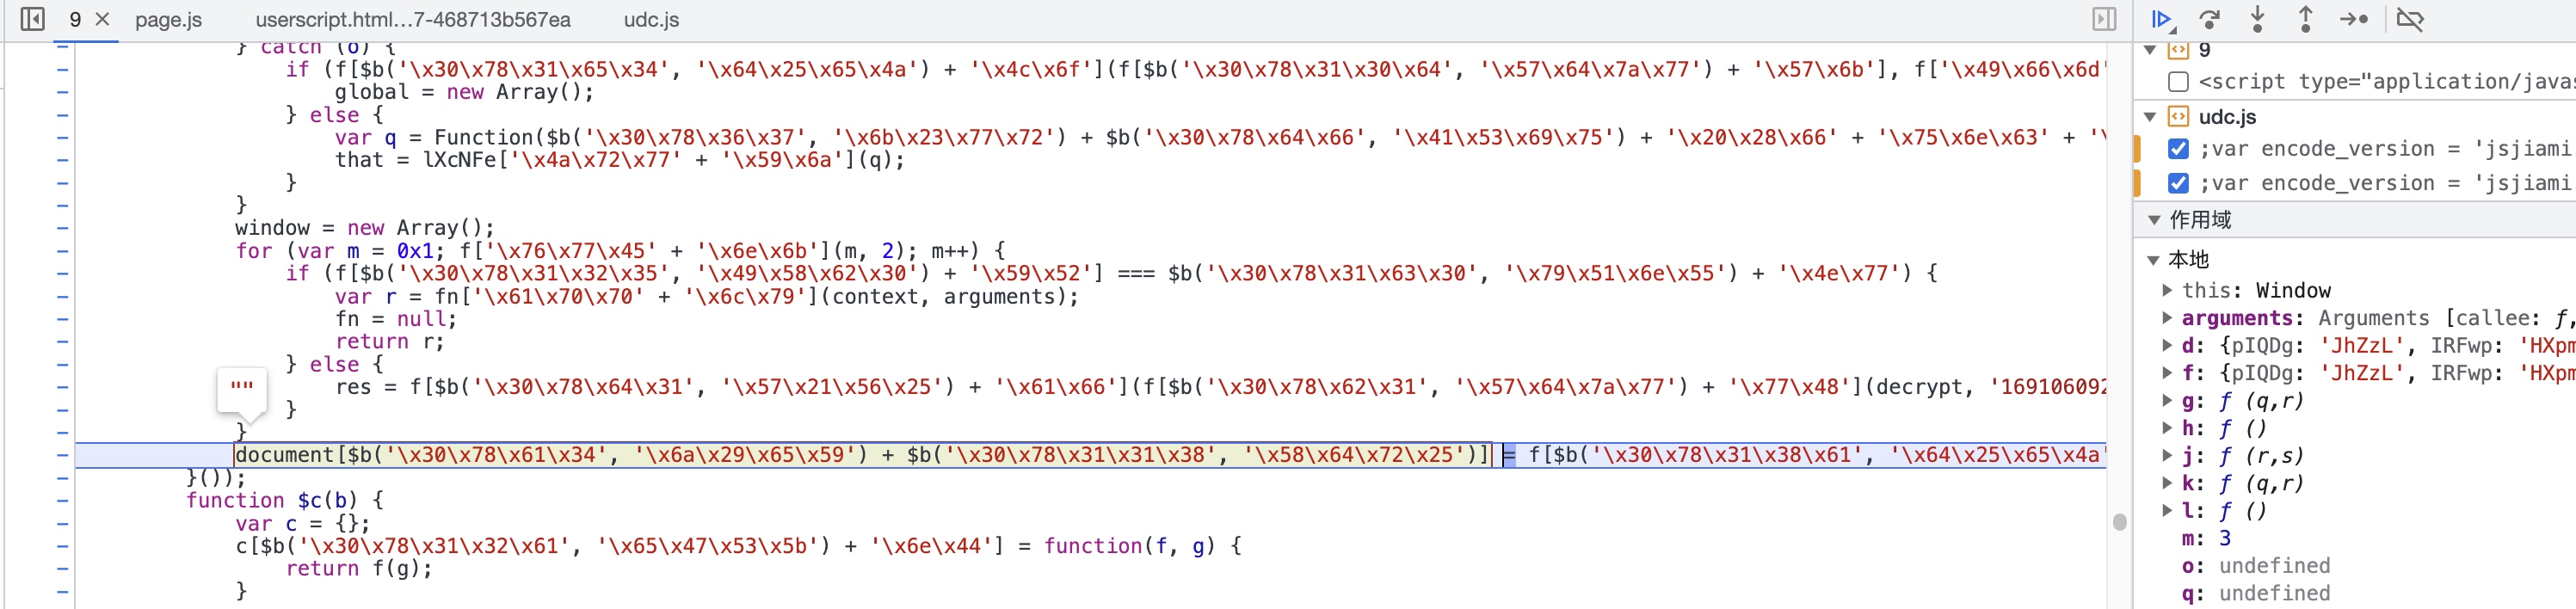 9 × page.js userscript.html...7-468713b567ea udc.js
} catch (o) {
if (f[$b('\x30\x78\x31\x65\x34', '\x64\x25\x65\x4a') + '\x4c\x6f'](f[$b('\x30\x78\x31\x30\x64', '\x57\x64\x7a\x77') + '\x57\x6b'], f['\x49\x66\x6d'
global = new Array();
} else {
var q = Function($b('\x30\x78\x36\x37', '\x6b\x23\x77\x72') + $b('\x30\x78\x64\x66', '\x41\x53\x69\x75') + '\x20\x28\x66' + '\x75\x6e\x63' + '\
that = lXcNFe['\x4a\x72\x77' + '\x59\x6a'](q);
}
}
window = new Array();
for (var m = 0x1; f['\x76\x77\x45' + '\x6e\x6b'](m, 2); m++) {
if (f[$b('\x30\x78\x31\x32\x35', '\x49\x58\x62\x30') + '\x59\x52'] === $b('\x30\x78\x31\x63\x30', '\x79\x51\x6e\x55') + '\x4e\x77') {
var r = fn['\x61\x70\x70' + '\x6c\x79'](context, arguments);
fn = null;
return r;
} else {
""
res = f[$b('\x30\x78\x64\x31', '\x57\x21\x56\x25') + '\x61\x66'](f[$b('\x30\x78\x62\x31', '\x57\x64\x7a\x77') + '\x77\x48'](decrypt, '169106092
}
}
document[$b('\x30\x78\x61\x34', '\x6a\x29\x65\x59') + $b('\x30\x78\x31\x31\x38', '\x58\x64\x72\x25')] = f[$b('\x30\x78\x31\x38\x61', '\x64\x25\x65\x4a'
}());
function $c(b) {
var c = {};
c[$b('\x30\x78\x31\x32\x61', '\x65\x47\x53\x5b') + '\x6e\x44'] = function(f, g) {
return f(g);
}
9
<script type="application/javas
udc.js
;var encode_version = 'jsjiami
;var encode_version = 'jsjiami
作用域
本地
this: Window
arguments: Arguments [callee: ƒ,
d: {pIQDg: 'JhZzL', IRFwp: 'HXpm
f: {pIQDg: 'JhZzL', IRFwp: 'HXpm
g: ƒ (q,r)
h: ƒ ()
j: ƒ (r,s)
k: ƒ (q,r)
l: ƒ ()
m: 3
o: undefined
q: undefined